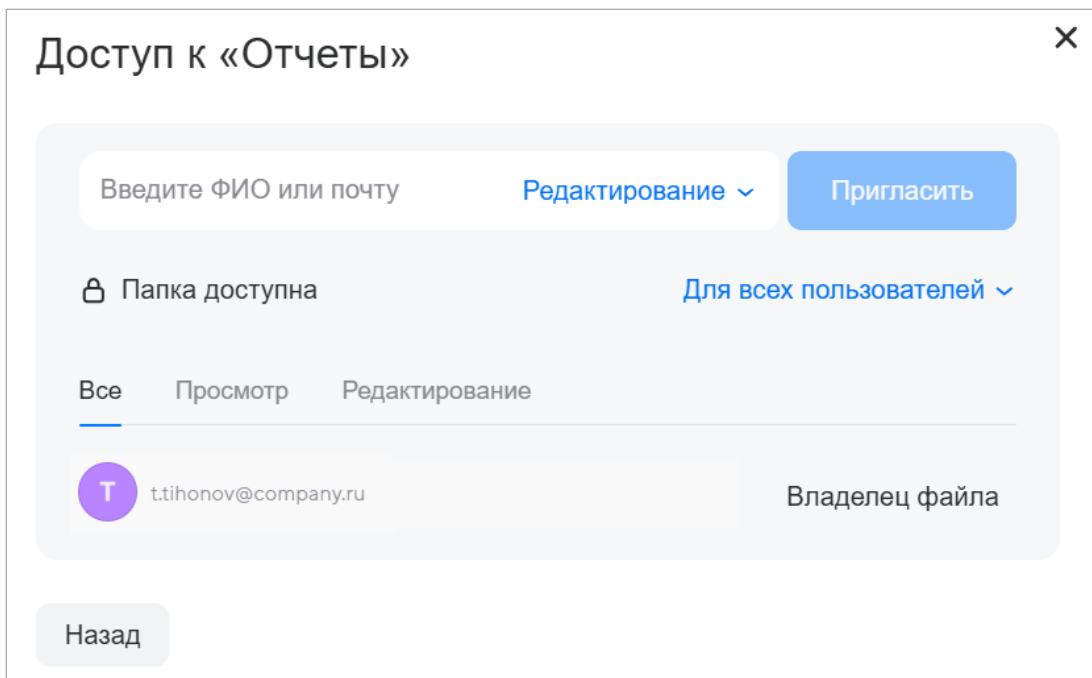 Доступ к «Отчеты»
Введите ФИО или почту Редактирование Пригласить
Папка доступна Для всех пользователей
Все Просмотр Редактирование
T t.tihonov@company.ru Владелец файла
Назад